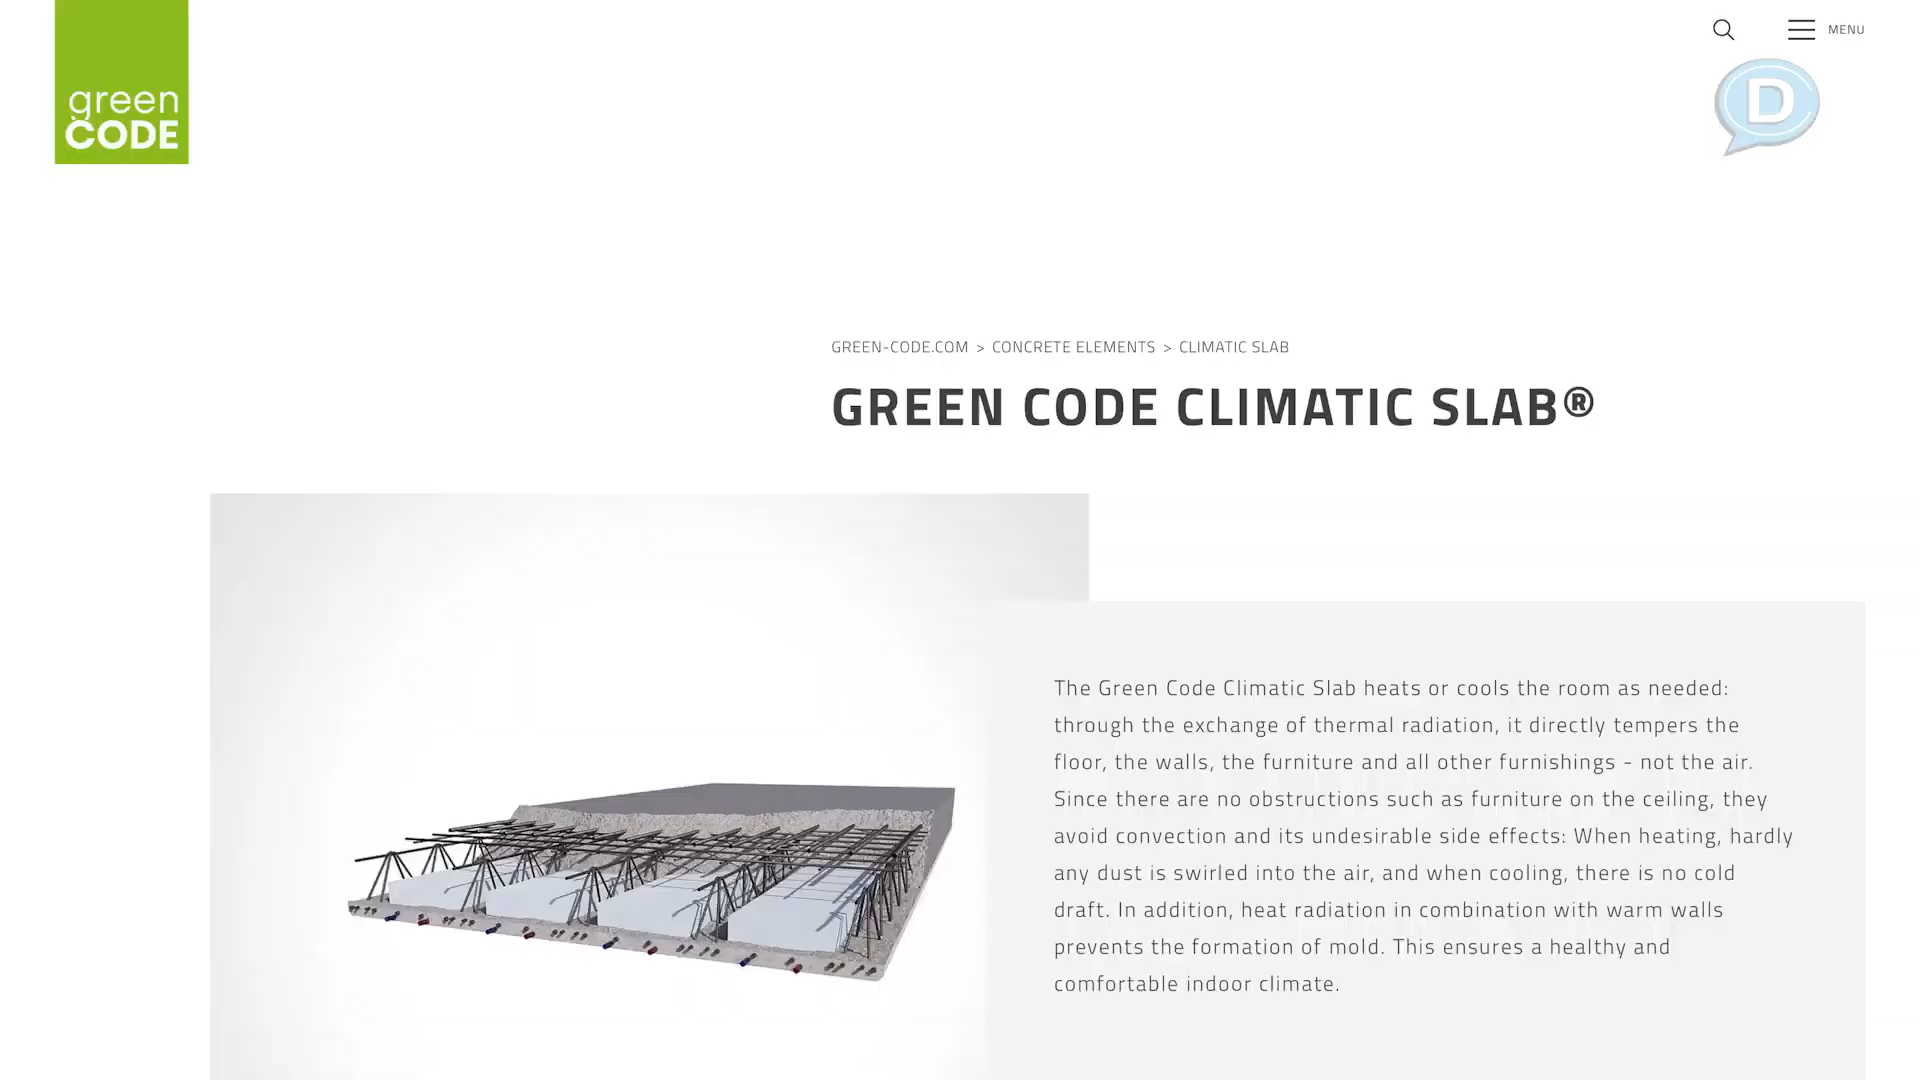 MENU
D
green
CODE
GREEN-CODE.COM > CONCRETE ELEMENTS > CLIMATIC SLAB
GREEN CODE CLIMATIC SLAB®
The Green Code Climatic Slab heats or cools the room as needed:
through the exchange of thermal radiation, it directly tempers the
floor, the walls, the furniture and all other furnishings - not the air.
Since there are no obstructions such as furniture on the ceiling, they
avoid convection and its undesirable side effects: When heating, hardly
any dust is swirled into the air, and when cooling, there is no cold
draft. In addition, heat radiation in combination with warm walls
prevents the formation of mold. This ensures a healthy and
comfortable indoor climate.